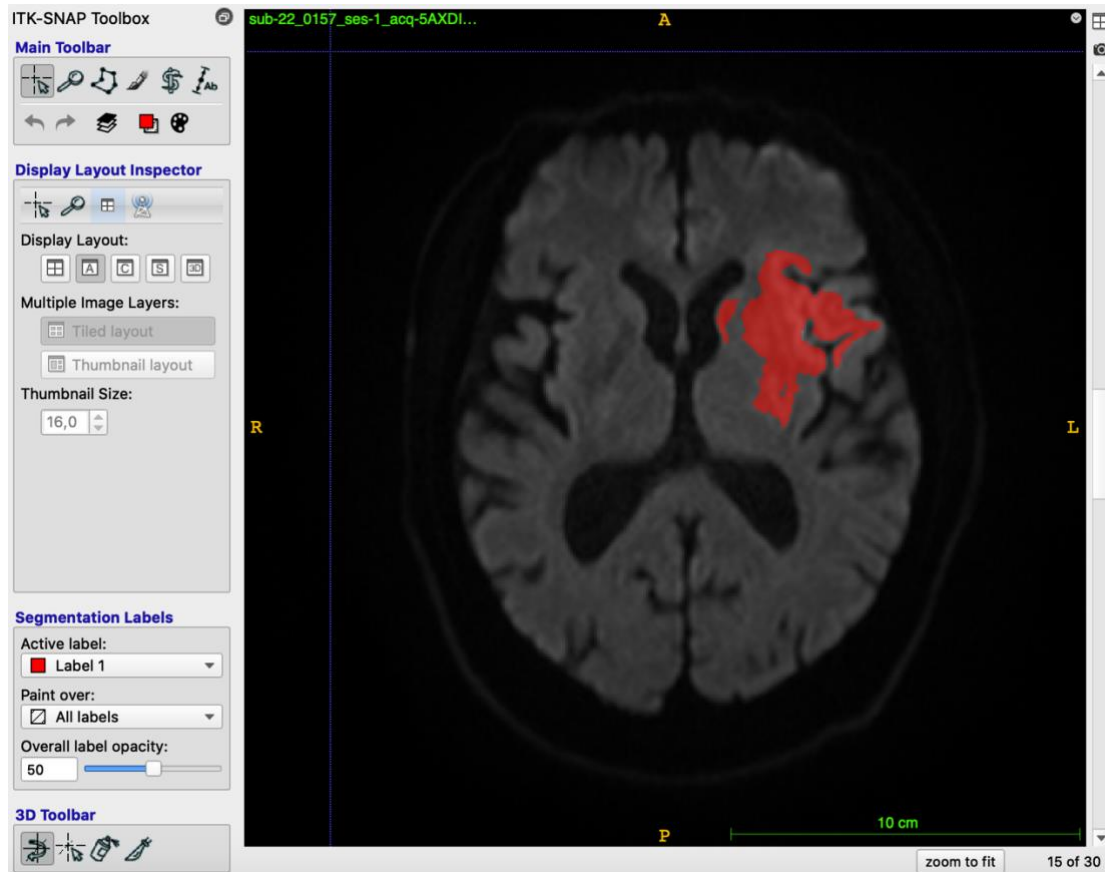 ITK-SNAP Toolbox
Main Toolbar
Ab
Display Layout Inspector
Display Layout:
A
C
S
3D
Multiple Image Layers:
Tiled layout
Thumbnail layout
Thumbnail Size:
16,0
Segmentation Labels
Active label:
Label 1
Paint over:
All labels
Overall label opacity:
50
3D Toolbar
sub-22_0157_ses-1_acq-5AXDI...
A
R
L
P
10 cm
zoom to fit
15 of 30